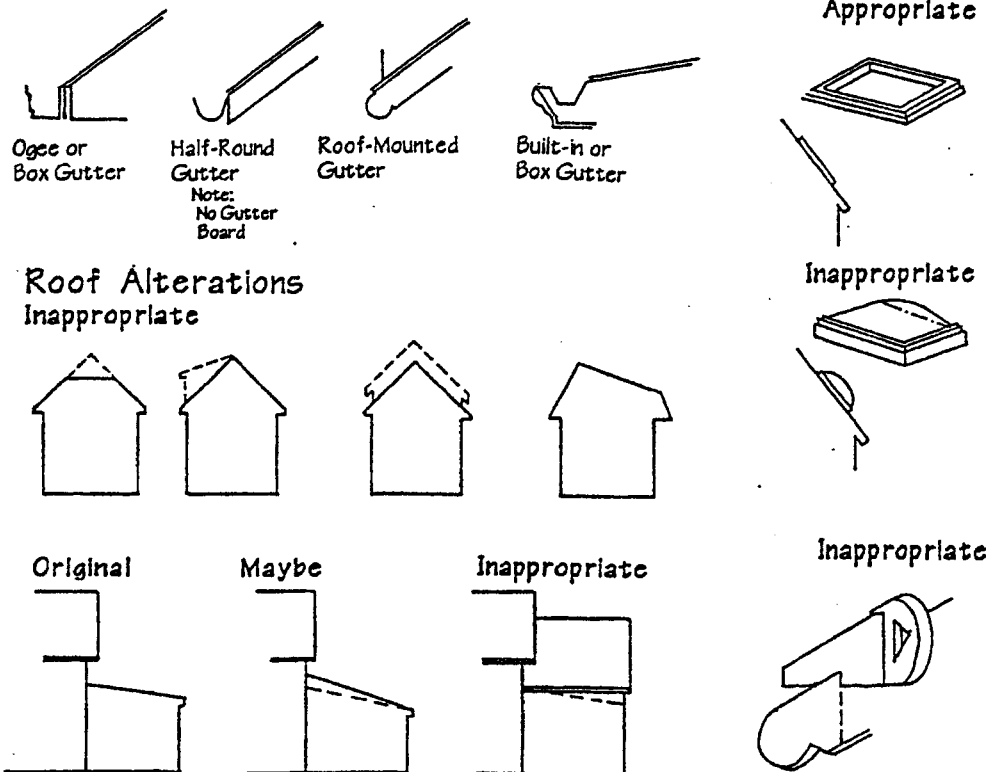 Appropriate
Ogee or
Box Gutter
Half-Round
Gutter
Note:
No Gutter
Board
Roof-Mounted
Gutter
Built-in or
Box Gutter
Roof Alterations
Inappropriate
Inappropriate
Original
Maybe
Inappropriate
Inappropriate